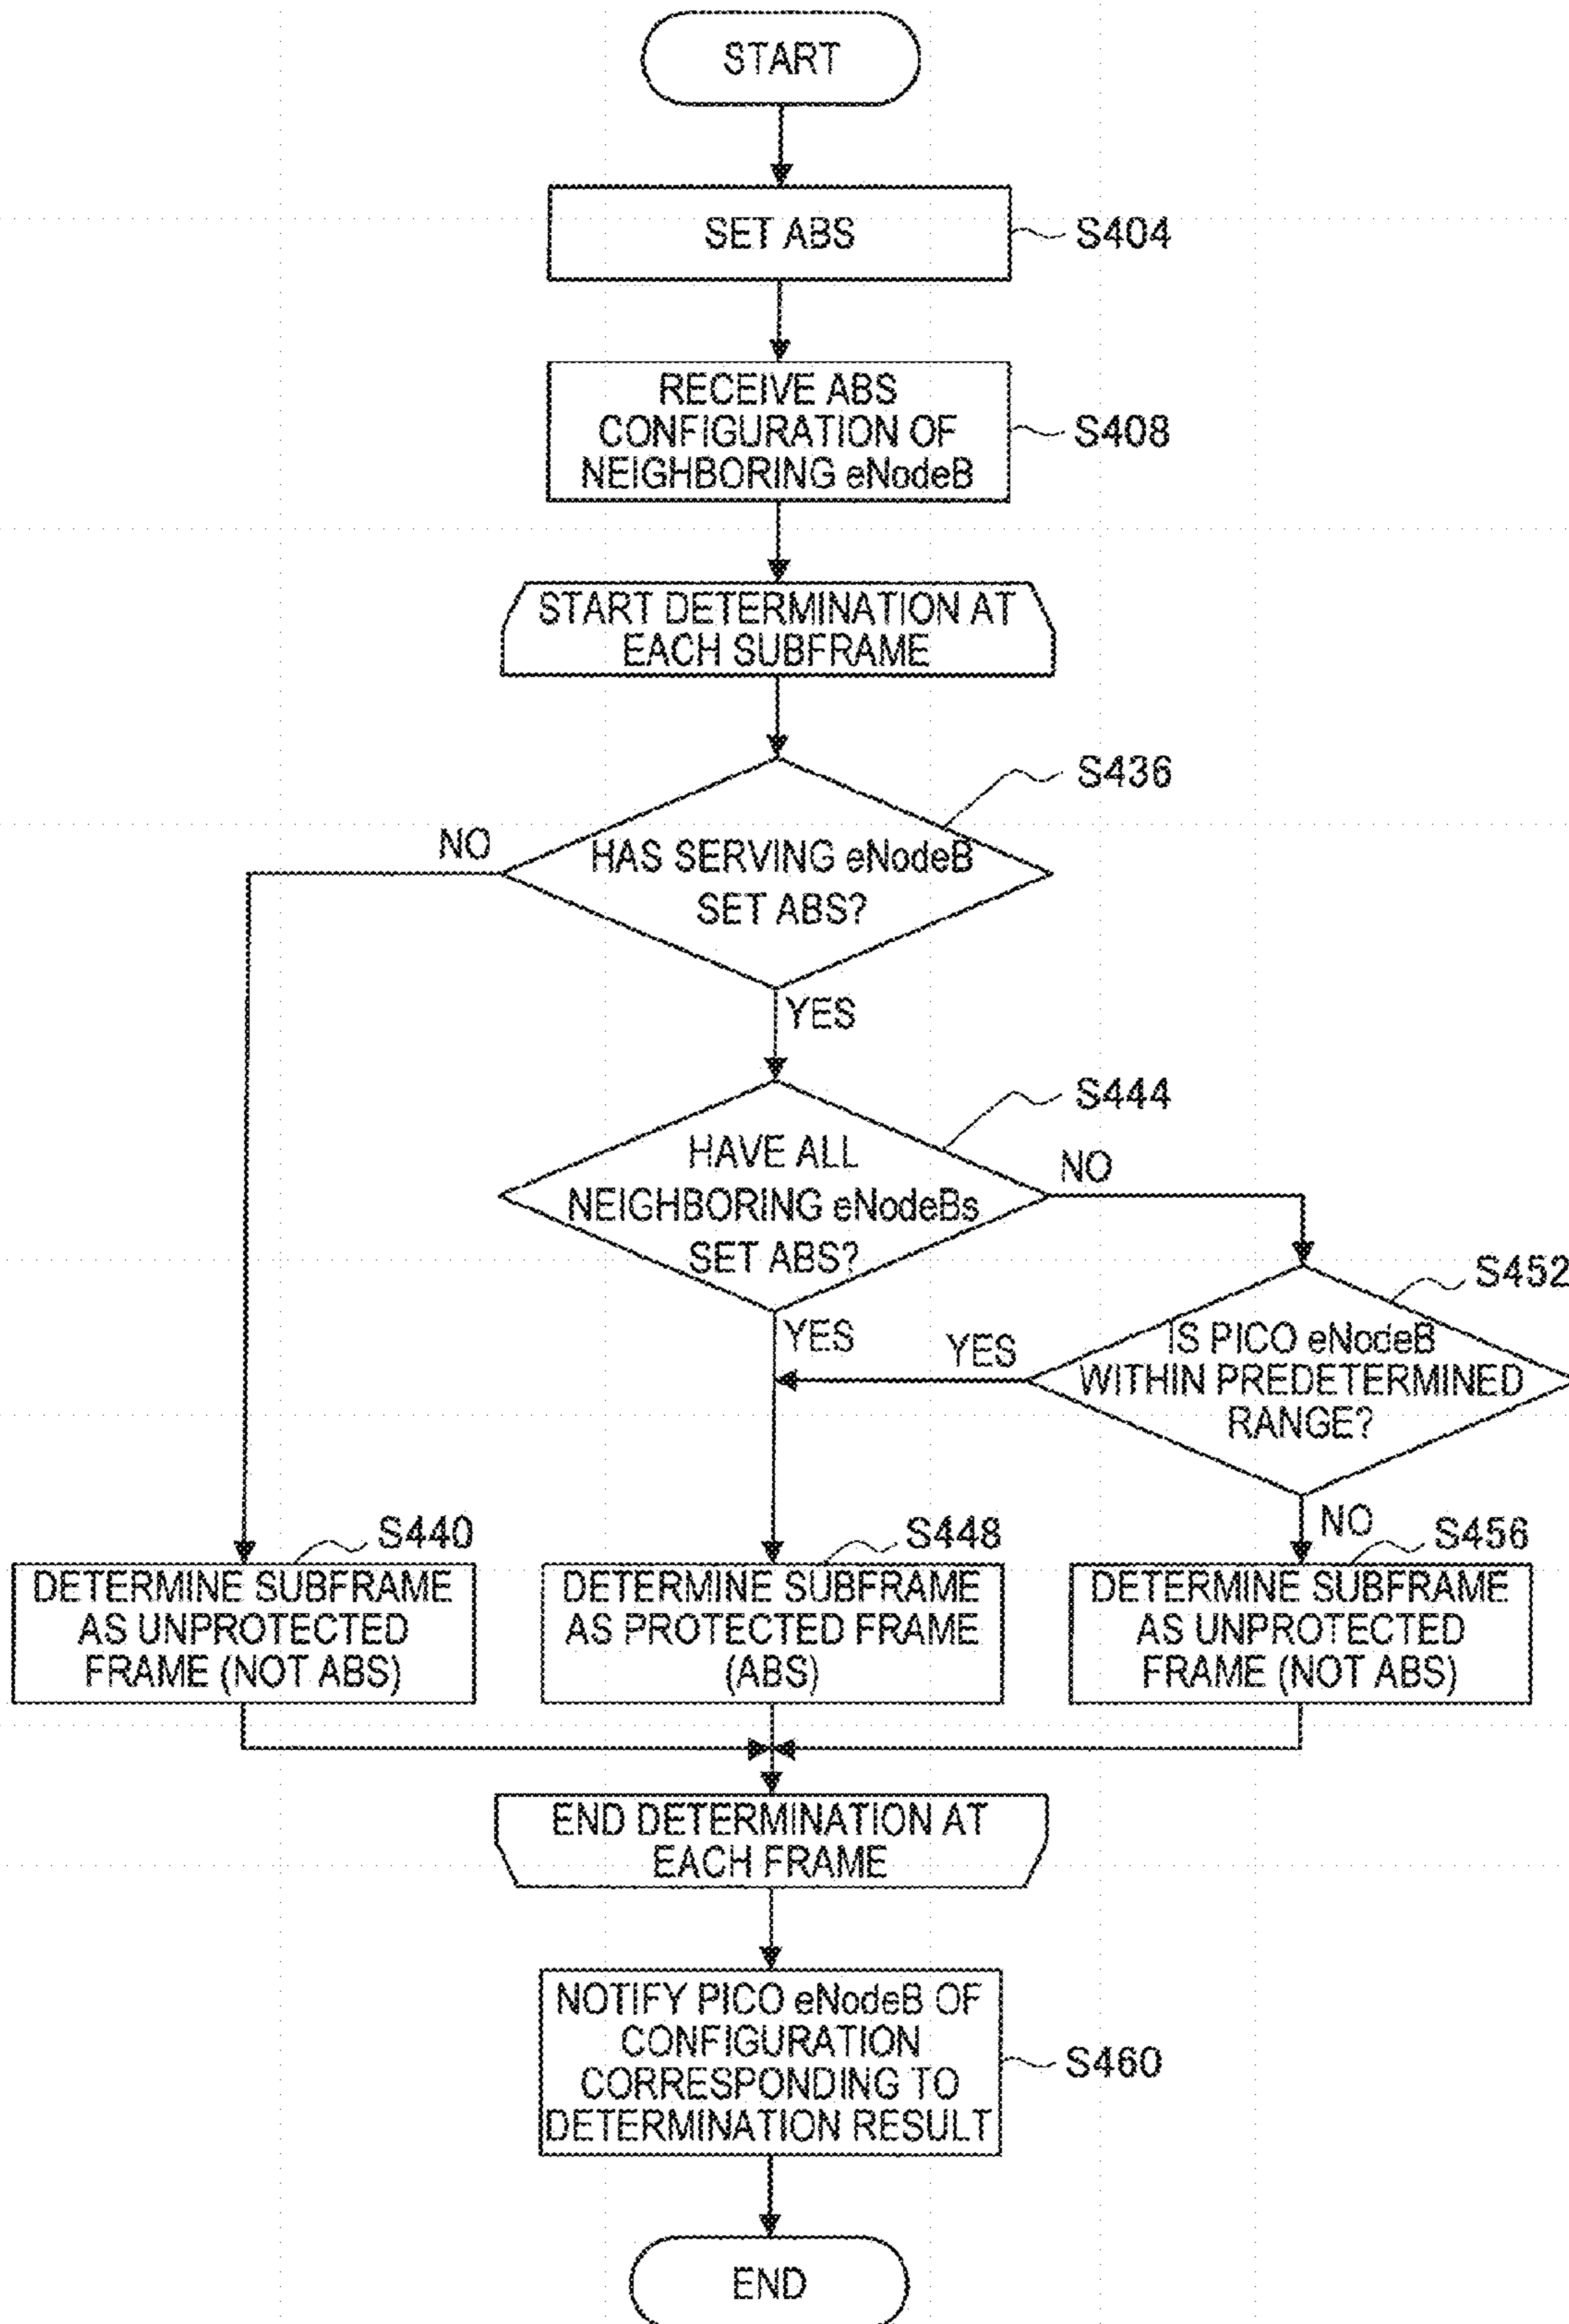 START
SET ABS
S404
RECEIVE ABS
CONFIGURATION OF
NEIGHBORING eNodeB
S408
START DETERMINATION AT
EACH SUBFRAME
S436
NO
HAS SERVING eNodeB
SET ABS?
YES
S444
HAVE ALL
NEIGHBORING eNodeBs
SET ABS?
NO
S452
YES
YES
IS PICO eNodeB
WITHIN PREDETERMINED
RANGE?
NO
S440
DETERMINE SUBFRAME
AS UNPROTECTED
FRAME (NOT ABS)
S448
DETERMINE SUBFRAME
AS PROTECTED FRAME
(ABS)
S456
DETERMINE SUBFRAME
AS UNPROTECTED
FRAME (NOT ABS)
END DETERMINATION AT
EACH FRAME
NOTIFY PICO eNodeB OF
CONFIGURATION
CORRESPONDING TO
DETERMINATION RESULT
S460
END